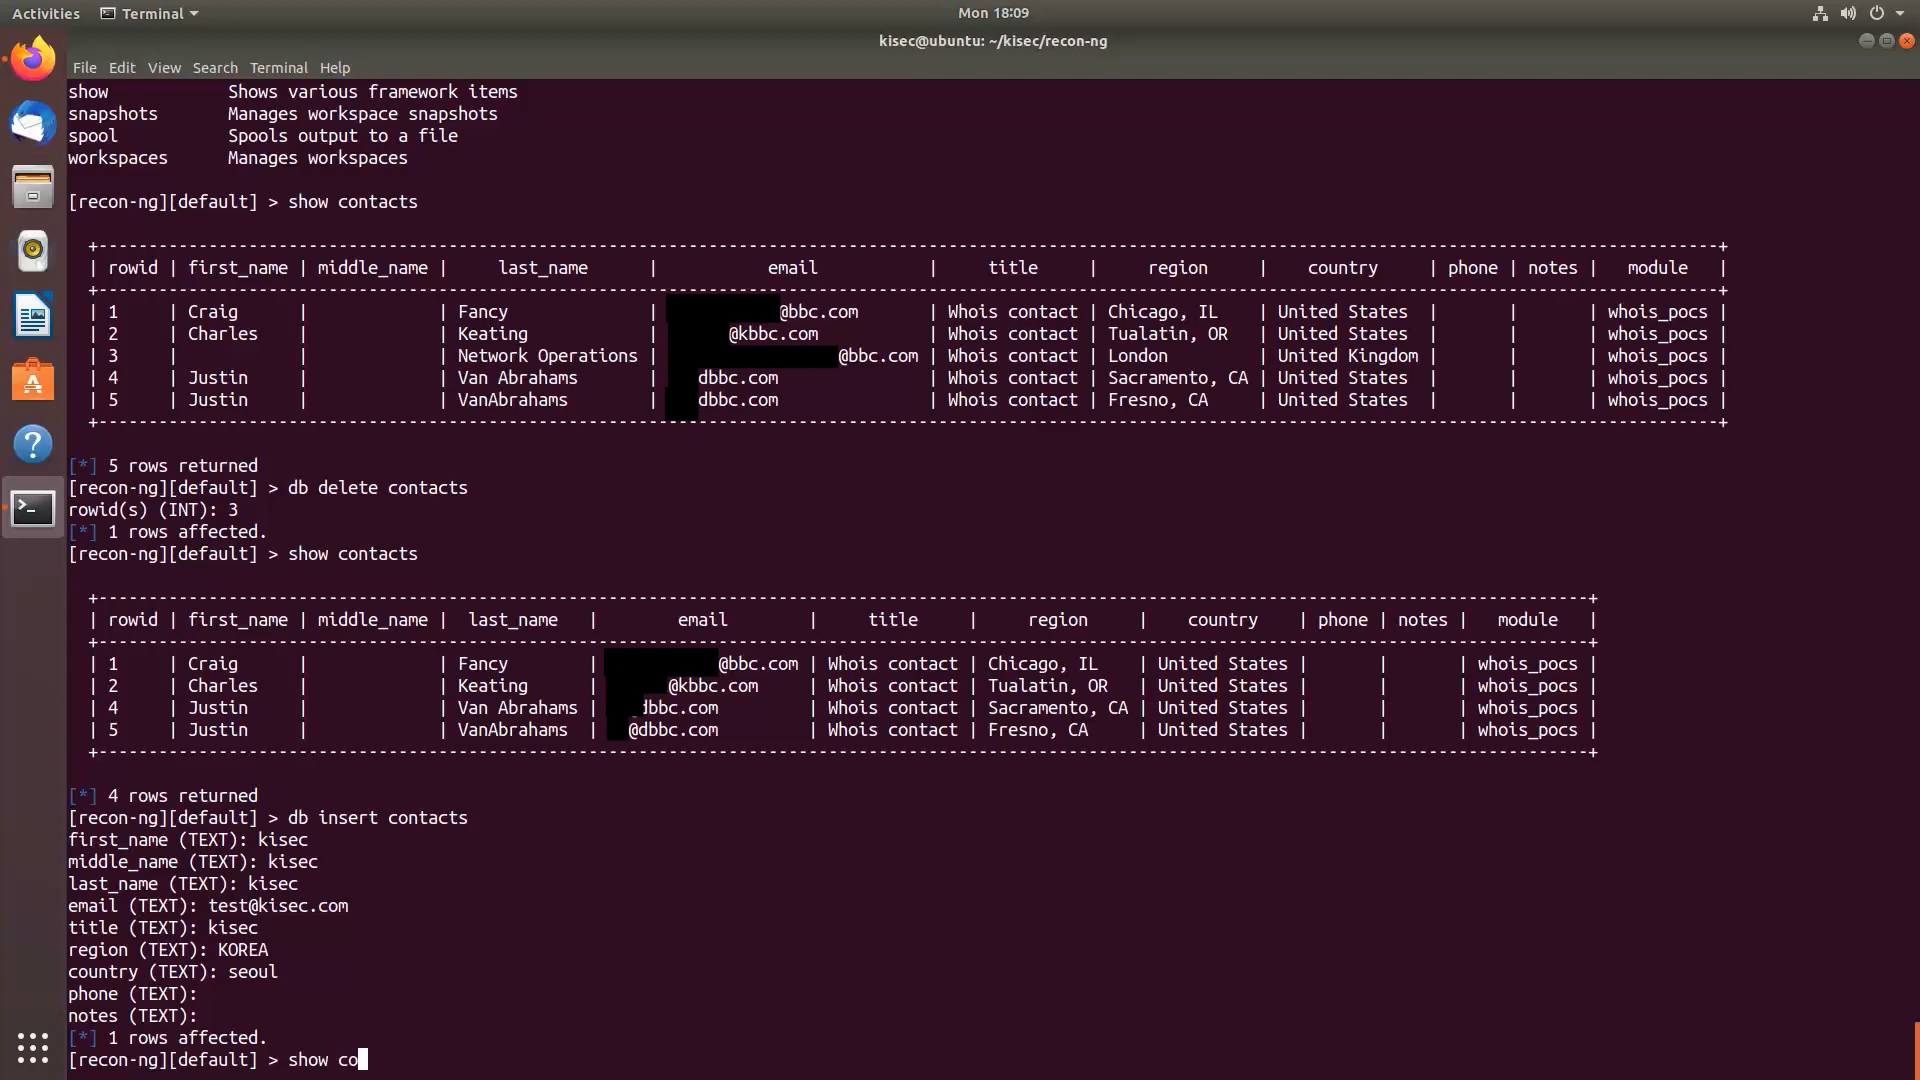 Activities Terminal Mon 18:09
kisec@ubuntu: ~/kisec/recon-ng
File Edit View Search Terminal Help
show Shows various framework items
snapshots Manages workspace snapshots
spool Spools output to a file
workspaces Manages workspaces
[recon-ng][default] > show contacts
+-------------------------------------------------------------------------------------------------------------------------------------------------------------------+
| rowid | first_name | middle_name | last_name | email | title | region | country | phone | notes | module |
+-------------------------------------------------------------------------------------------------------------------------------------------------------------------+
| 1 | Craig | | Fancy | @bbc.com | Whois contact | Chicago, IL | United States | | | whois_pocs |
| 2 | Charles | | Keating | @kbbc.com | Whois contact | Tualatin, OR | United States | | | whois_pocs |
| 3 | | | Network Operations | @bbc.com | Whois contact | London | United Kingdom | | | whois_pocs |
| 4 | Justin | | Van Abrahams | dbbc.com | Whois contact | Sacramento, CA | United States | | | whois_pocs |
| 5 | Justin | | VanAbrahams | dbbc.com | Whois contact | Fresno, CA | United States | | | whois_pocs |
+-------------------------------------------------------------------------------------------------------------------------------------------------------------------+
[*] 5 rows returned
[recon-ng][default] > db delete contacts
rowid(s) (INT): 3
[*] 1 rows affected.
[recon-ng][default] > show contacts
+------------------------------------------------------------------------------------------------------------------------------------------------------+
| rowid | first_name | middle_name | last_name | email | title | region | country | phone | notes | module |
+------------------------------------------------------------------------------------------------------------------------------------------------------+
| 1 | Craig | | Fancy | @bbc.com | Whois contact | Chicago, IL | United States | | | whois_pocs |
| 2 | Charles | | Keating | @kbbc.com | Whois contact | Tualatin, OR | United States | | | whois_pocs |
| 4 | Justin | | Van Abrahams | dbbc.com | Whois contact | Sacramento, CA | United States | | | whois_pocs |
| 5 | Justin | | VanAbrahams | @dbbc.com | Whois contact | Fresno, CA | United States | | | whois_pocs |
+------------------------------------------------------------------------------------------------------------------------------------------------------+
[*] 4 rows returned
[recon-ng][default] > db insert contacts
first_name (TEXT): kisec
middle_name (TEXT): kisec
last_name (TEXT): kisec
email (TEXT): test@kisec.com
title (TEXT): kisec
region (TEXT): KOREA
country (TEXT): seoul
phone (TEXT):
notes (TEXT):
[*] 1 rows affected.
[recon-ng][default] > show co